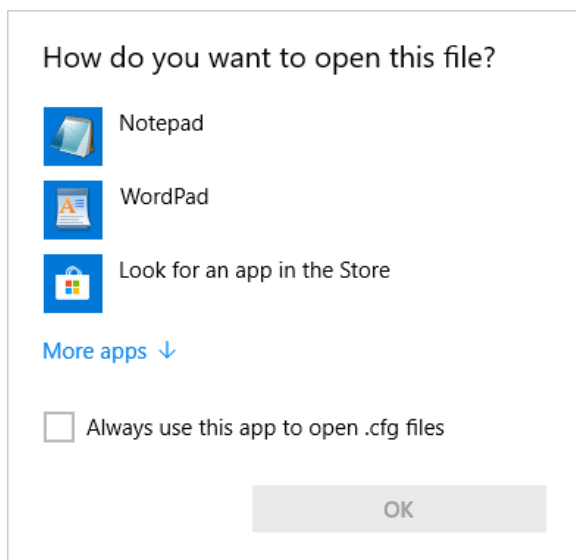 How do you want to open this file?
Notepad
WordPad
Look for an app in the Store
More apps ↓
Always use this app to open .cfg files
OK